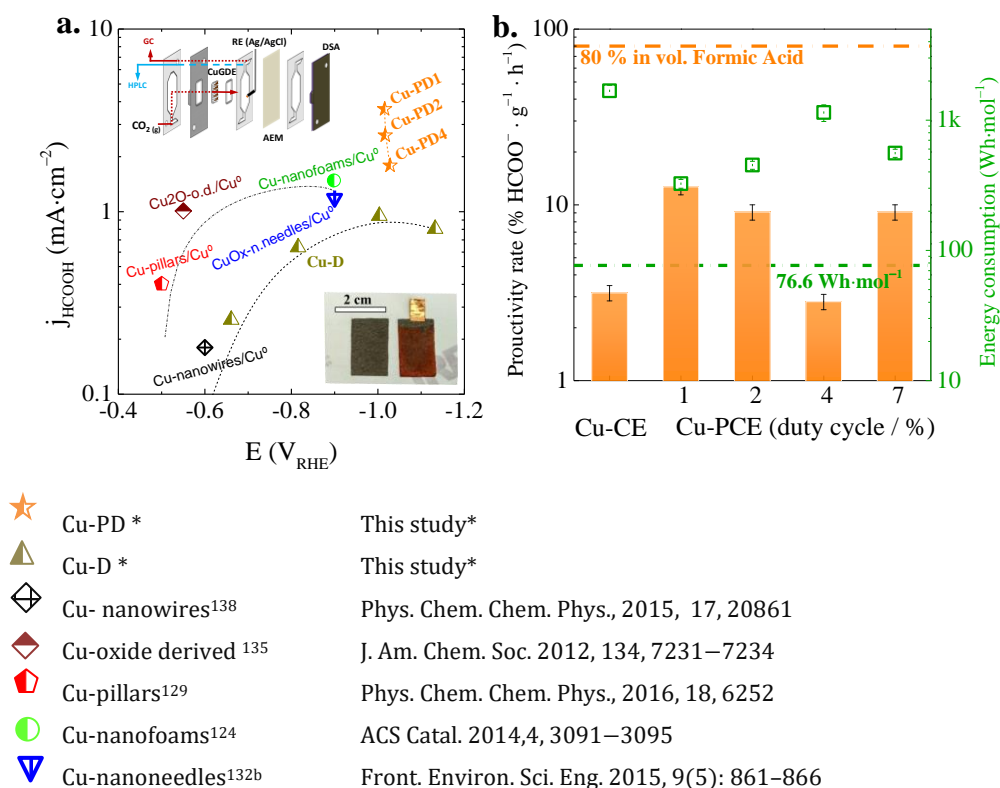 a.
10
1
0.1
j_HCOOH (mA·cm⁻²)
GC
HPLC
CO₂ (g)
CuGDE
RE (Ag/AgCl)
AEM
DSA
Cu-PD1
Cu-PD2
Cu-PD4
Cu-nanofoams/Cu⁰
Cu2O-o.d./Cu⁰
CuOx-n.needles/Cu⁰
Cu-pillars/Cu⁰
Cu-D
Cu-nanowires/Cu⁰
2 cm
-0.4 -0.6 -0.8 -1.0 -1.2
E (V_RHE)
b.
100
10
1
Prouctivity rate (% HCOO⁻ · g⁻¹ · h⁻¹)
80 % in vol. Formic Acid
76.6 Wh·mol⁻¹
1k
100
10
Energy consumption (Wh·mol⁻¹)
1 2 4 7
Cu-CE Cu-PCE (duty cycle / %)
Cu-PD * This study*
Cu-D * This study*
Cu- nanowires¹³⁸ Phys. Chem. Chem. Phys., 2015, 17, 20861
Cu-oxide derived ¹³⁵ J. Am. Chem. Soc. 2012, 134, 7231−7234
Cu-pillars¹²⁹ Phys. Chem. Chem. Phys., 2016, 18, 6252
Cu-nanofoams¹²⁴ ACS Catal. 2014,4, 3091−3095
Cu-nanoneedles¹³²ᵇ Front. Environ. Sci. Eng. 2015, 9(5): 861–866